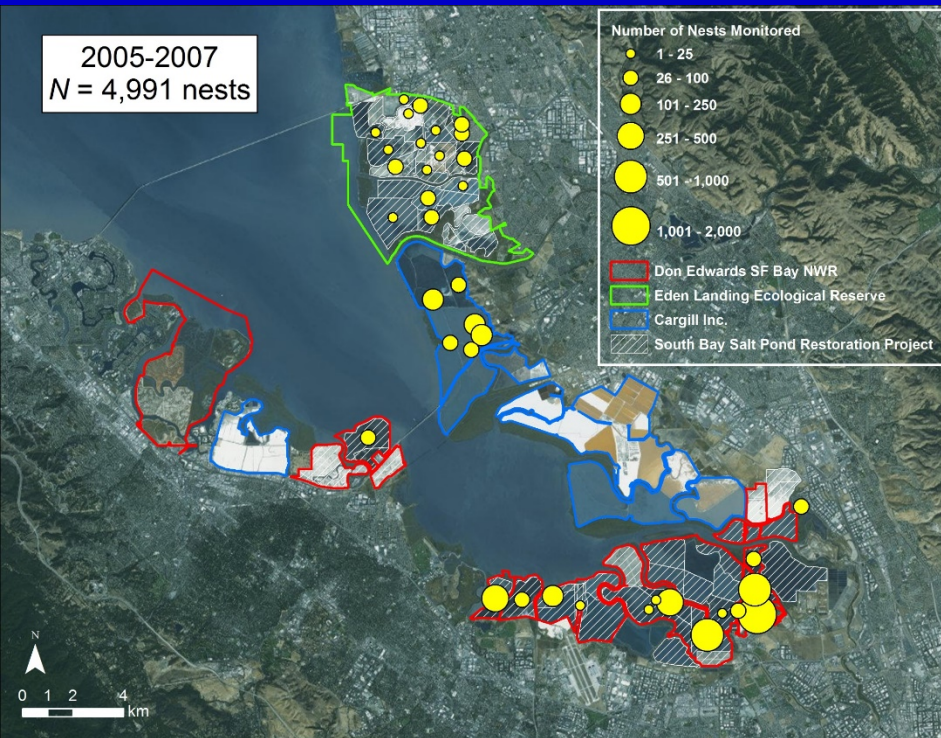 2005-2007
N = 4,991 nests
Number of Nests Monitored
1 - 25
26 - 100
101 - 250
251 - 500
501 - 1,000
1,001 - 2,000
Don Edwards SF Bay NWR
Eden Landing Ecological Reserve
Cargill Inc.
South Bay Salt Pond Restoration Project
N
0 1 2 4
km